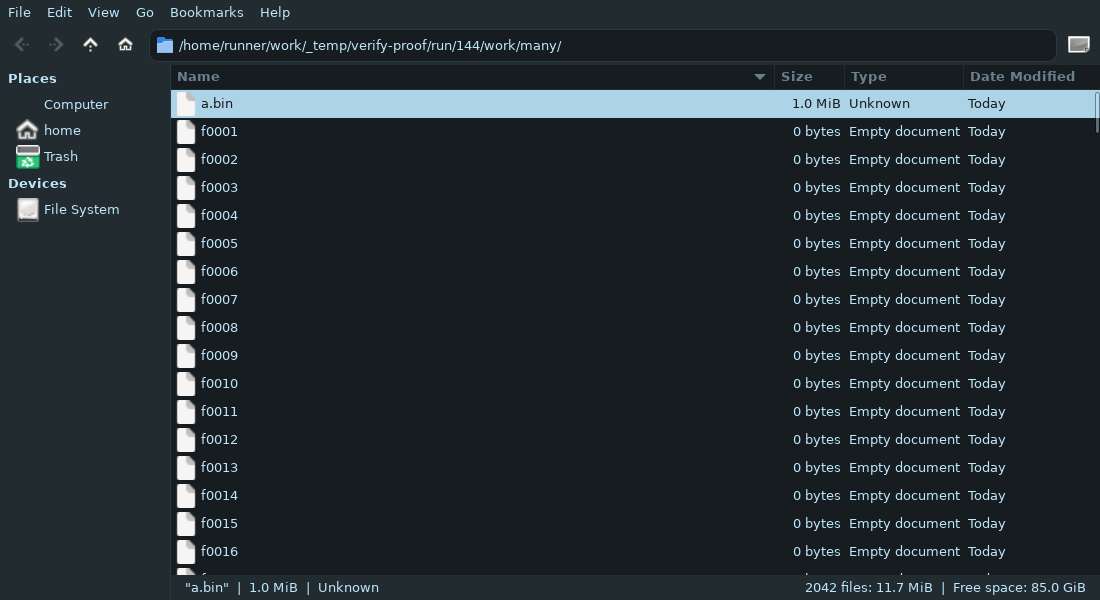 File Edit View Go Bookmarks Help
/home/runner/work/_temp/verify-proof/run/144/work/many/
Places
Computer
home
Trash
Devices
File System
Name Size Type Date Modified
a.bin 1.0 MiB Unknown Today
f0001 0 bytes Empty document Today
f0002 0 bytes Empty document Today
f0003 0 bytes Empty document Today
f0004 0 bytes Empty document Today
f0005 0 bytes Empty document Today
f0006 0 bytes Empty document Today
f0007 0 bytes Empty document Today
f0008 0 bytes Empty document Today
f0009 0 bytes Empty document Today
f0010 0 bytes Empty document Today
f0011 0 bytes Empty document Today
f0012 0 bytes Empty document Today
f0013 0 bytes Empty document Today
f0014 0 bytes Empty document Today
f0015 0 bytes Empty document Today
f0016 0 bytes Empty document Today
"a.bin" | 1.0 MiB | Unknown
2042 files: 11.7 MiB | Free space: 85.0 GiB